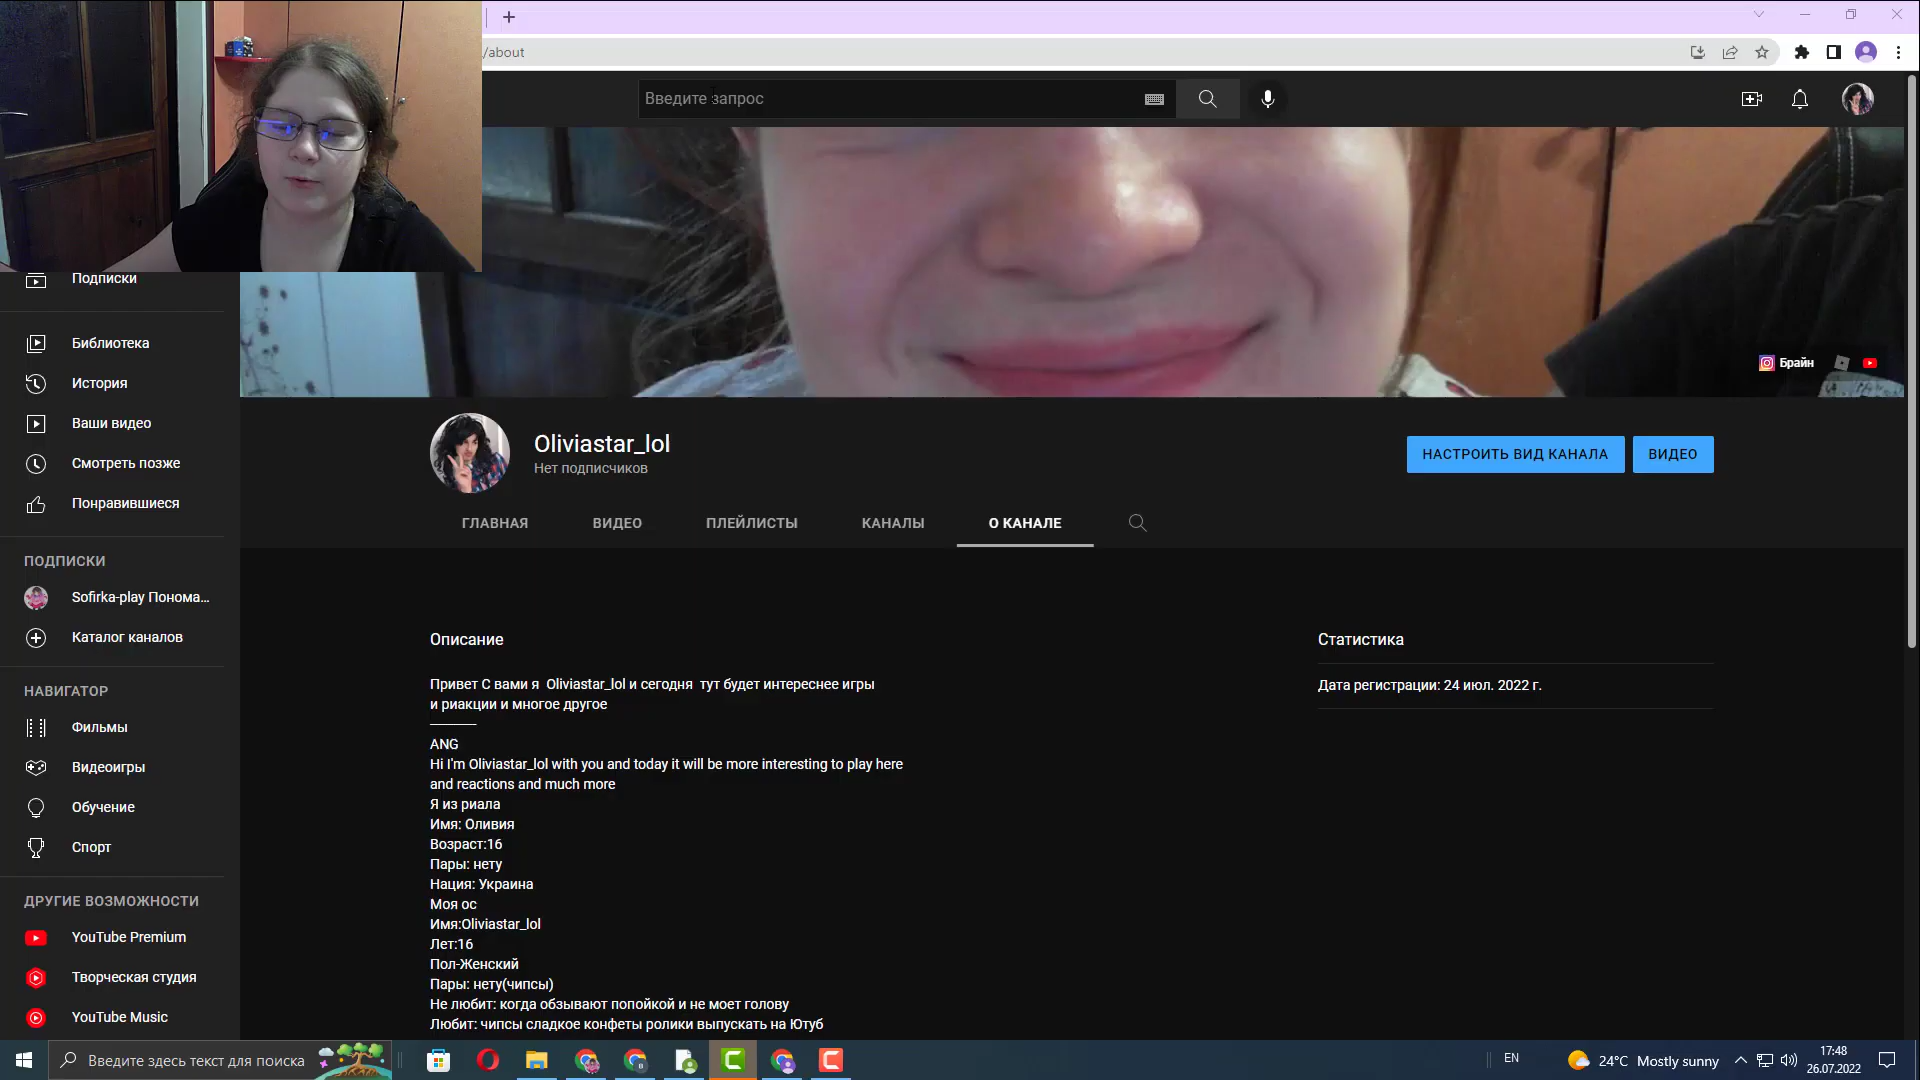 /about
Введите запрос
Брайн
Подписки
Библиотека
История
Ваши видео
Смотреть позже
Понравившиеся
ПОДПИСКИ
Sofirka-play Понома...
Каталог каналов
НАВИГАТОР
Фильмы
Видеоигры
Обучение
Спорт
ДРУГИЕ ВОЗМОЖНОСТИ
YouTube Premium
Творческая студия
YouTube Music
Oliviastar_lol
Нет подписчиков
НАСТРОИТЬ ВИД КАНАЛА
ВИДЕО
ГЛАВНАЯ
ВИДЕО
ПЛЕЙЛИСТЫ
КАНАЛЫ
О КАНАЛЕ
Описание
Привет С вами я Oliviastar_lol и сегодня тут будет интереснее игры
и риакции и многое другое
ANG
Hi I'm Oliviastar_lol with you and today it will be more interesting to play here
and reactions and much more
Я из риала
Имя: Оливия
Возраст:16
Пары: нету
Нация: Украина
Моя ос
Имя:Oliviastar_lol
Лет:16
Пол-Женский
Пары: нету(чипсы)
Не любит: когда обзывают попойкой и не моет голову
Любит: чипсы сладкое конфеты ролики выпускать на Ютуб
Статистика
Дата регистрации: 24 июл. 2022 г.
Введите здесь текст для поиска
EN
24°C Mostly sunny
17:48
26.07.2022